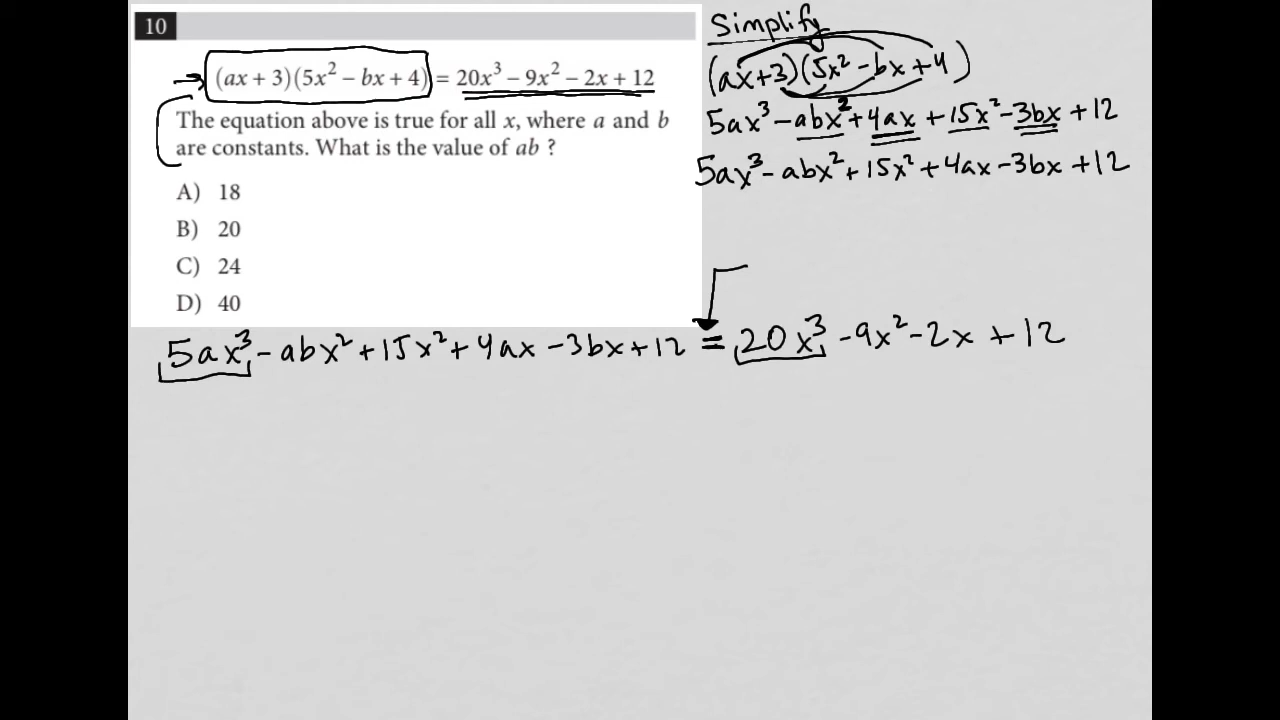 10
(ax + 3)(5x² − bx + 4) = 20x³ − 9x² − 2x + 12
The equation above is true for all x, where a and b
are constants. What is the value of ab ?
A) 18
B) 20
C) 24
D) 40
Simplify
(ax+3)(5x² - bx + 4)
5ax³ - abx² + 4ax + 15x² - 3bx + 12
5ax³ - abx² + 15x² + 4ax - 3bx + 12
5ax³ - abx² + 15x² + 4ax - 3bx + 12 = 20x³ - 9x² - 2x + 12